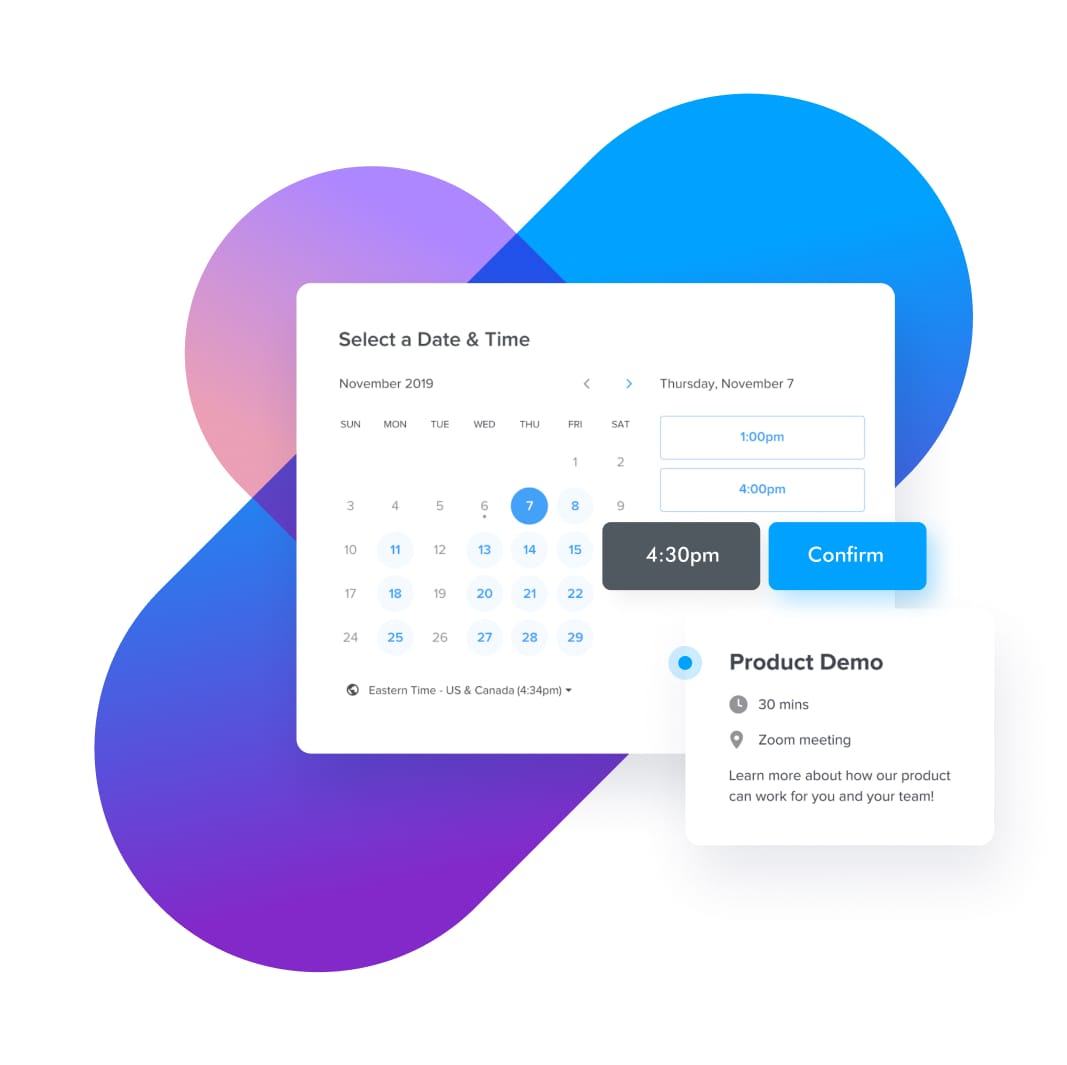 Select a Date & Time
November 2019
SUN MON TUE WED THU FRI SAT
1 2
3 4 5 6 7 8 9
10 11 12 13 14 15
17 18 19 20 21 22
24 25 26 27 28 29
Eastern Time - US & Canada (4:34pm)
Thursday, November 7
1:00pm
4:00pm
4:30pm Confirm
Product Demo
30 mins
Zoom meeting
Learn more about how our product
can work for you and your team!